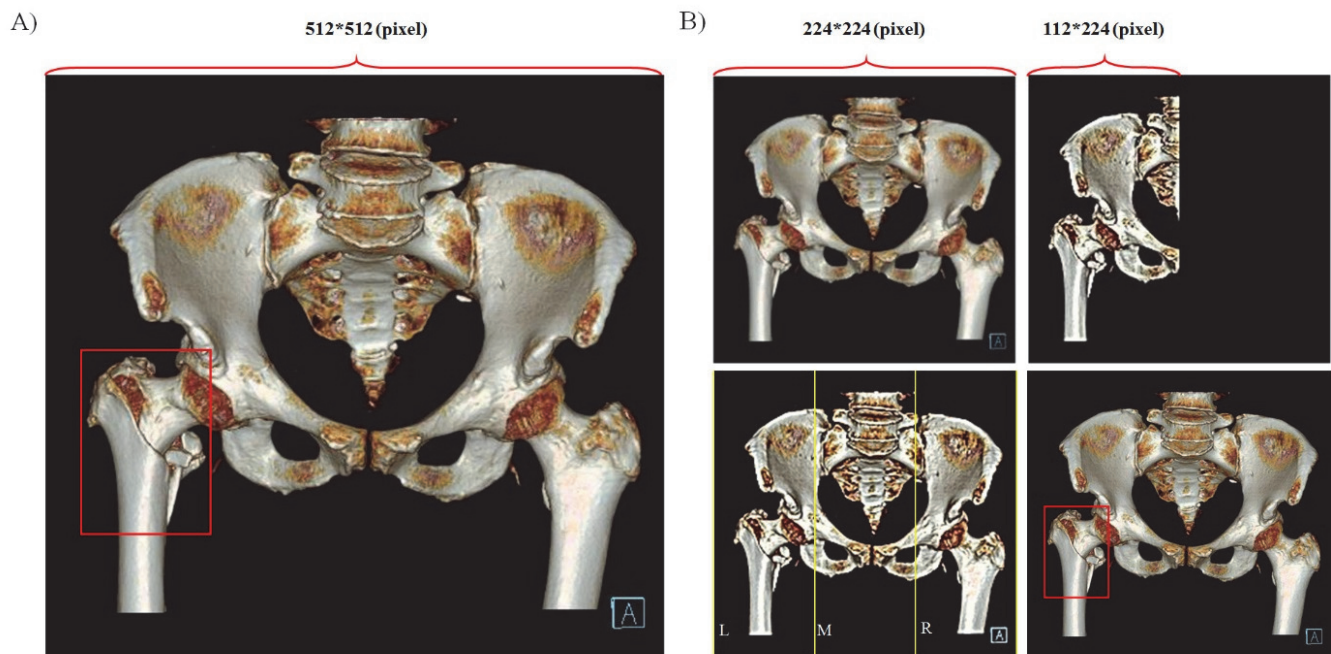 A)
512*512 (pixel)
A
B)
224*224 (pixel)
112*224 (pixel)
A
L
M
R
A
A